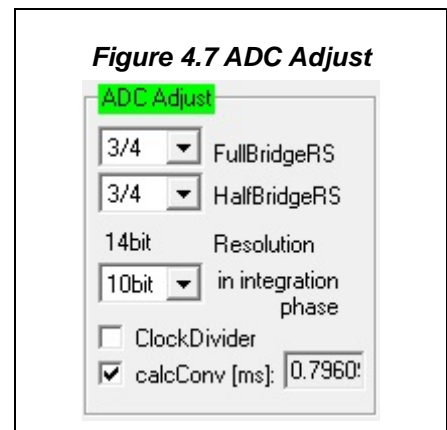 Figure 4.7 ADC Adjust
ADC Adjust
3/4 FullBridgeRS
3/4 HalfBridgeRS
14bit Resolution
10bit in integration
phase
ClockDivider
calcConv [ms]: 0.7960